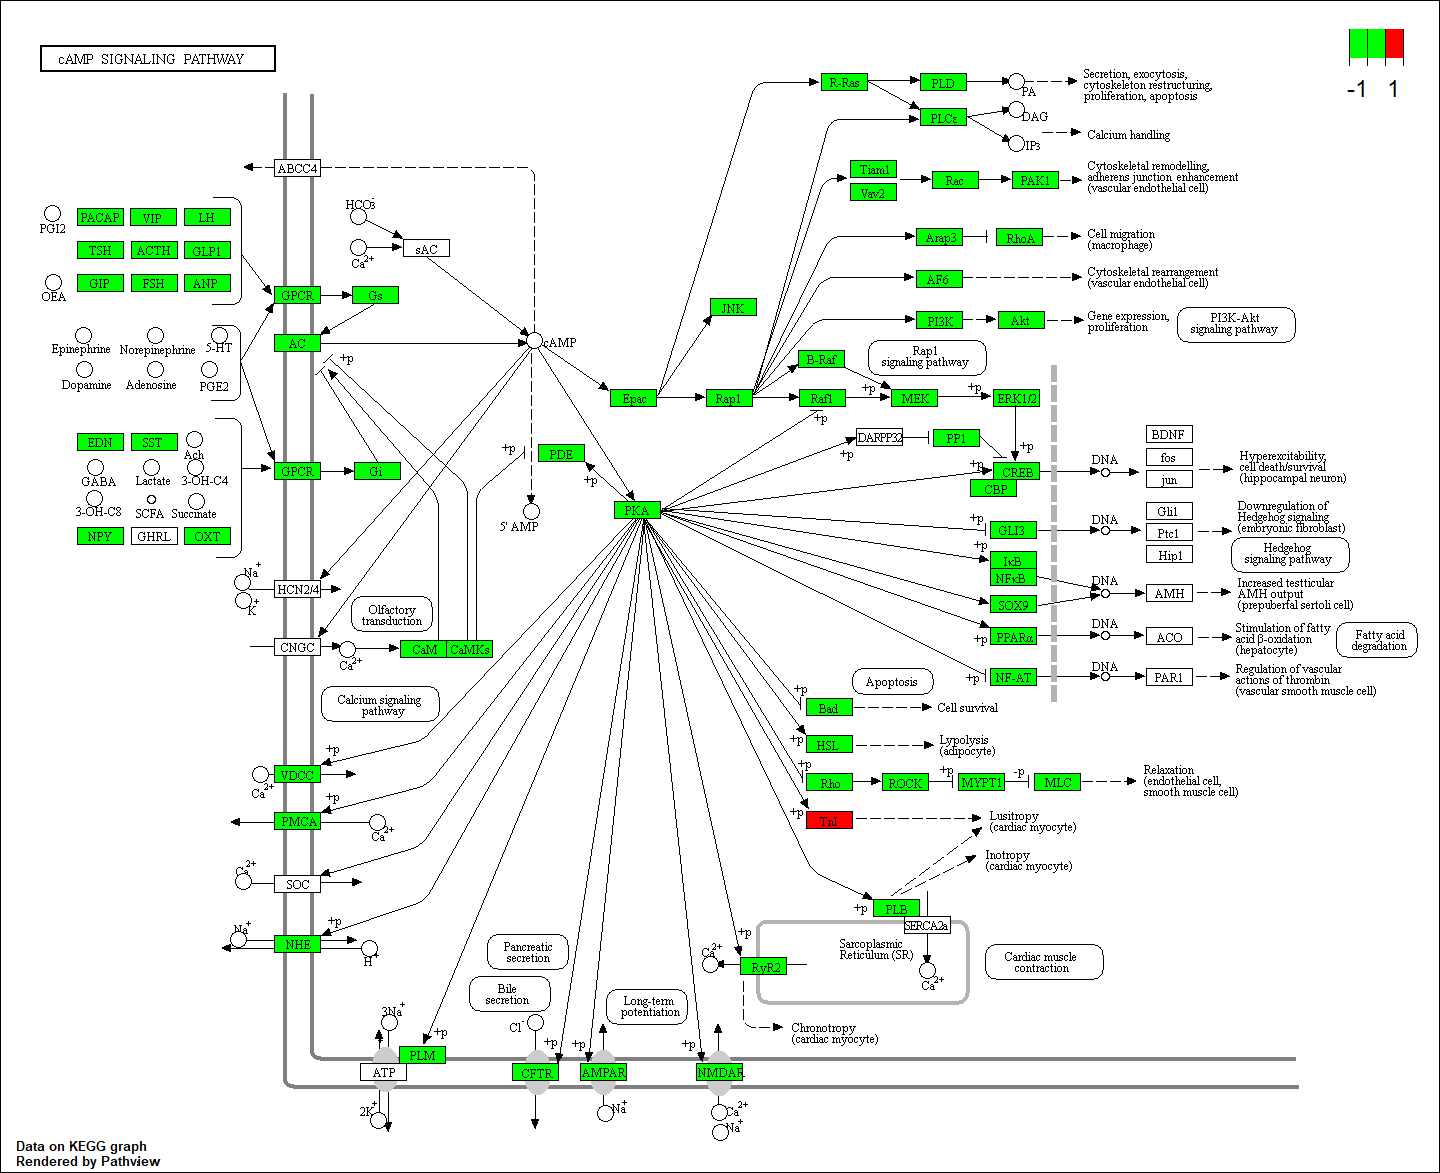 cAMP SIGNALING PATHWAY
-1 1
R-Ras
PLD
PA
Secretion, exocytosis,
cytoskeleton restructuring,
proliferation, apoptosis
PLCε
DAG
IP3
Calcium handling
ABCC4
Tiam1
Vav2
Rac
PAK1
Cytoskeletal remodelling,
adherens junction enhancement
(vascular endothelial cell)
HCO3-
Ca2+
sAC
PGI2
PACAP
VIP
LH
TSH
ACTH
GLP1
OEA
GIP
FSH
ANP
Arap3
RhoA
Cell migration
(macrophage)
AF6
Cytoskeletal rearrangement
(vascular endothelial cell)
GPCR
Gs
JNK
PI3K
Akt
Gene expression,
proliferation
PI3K-Akt
signaling pathway
AC
+p
cAMP
Epinephrine
Norepinephrine
5-HT
Dopamine
Adenosine
PGE2
B-Raf
Rap1
signaling pathway
Epac
Rap1
Raf1
+p
MEK
+p
ERK1/2
+p
+p
DARPP32
+p
PP1
EDN
SST
Ach
GABA
Lactate
3-OH-C4
3-OH-C8
SCFA
Succinate
NPY
GHRL
OXT
GPCR
Gi
+p
PDE
+p
5' AMP
PKA
+p
CREB
CBP
DNA
BDNF
fos
jun
Hyperexcitability,
cell death/survival
(hippocampal neuron)
+p
GLI3
DNA
Gli1
Ptc1
Hip1
Downregulation of
Hedgehog signaling
(embryonic fibroblast)
Hedgehog
signaling pathway
+p
IκB
NFκB
SOX9
DNA
AMH
Increased testticular
AMH output
(prepubertal sertoli cell)
+p
PPARα
DNA
ACO
Stimulation of fatty
acid β-oxidation
(hepatocyte)
Fatty acid
degradation
+p
NF-AT
DNA
PAR1
Regulation of vascular
actions of thrombin
(vascular smooth muscle cell)
Na+
K+
HCN2/4
Olfactory
transduction
CNGC
Ca2+
CaM
CaMKs
Calcium signaling
pathway
+p
Bad
Apoptosis
Cell survival
+p
HSL
Lypolysis
(adipocyte)
+p
Rho
ROCK
+p
MYPT1
-p
MLC
Relaxation
(endothelial cell,
smooth muscle cell)
+p
TnI
Lusitropy
(cardiac myocyte)
Inotropy
(cardiac myocyte)
+p
VDCC
Ca2+
+p
PMCA
Ca2+
Ca2+
SOC
+p
Na+
NHE
H+
+p
PLB
SERCA2a
Sarcoplasmic
Reticulum (SR)
Ca2+
+p
Ca2+
RyR2
Cardiac muscle
contraction
Pancreatic
secretion
Bile
secretion
Long-term
potentiation
Chronotropy
(cardiac myocyte)
3Na+
+p
PLM
ATP
2K+
Cl-
+p
CFTR
+p
AMPAR
Na+
+p
NMDAR
Ca2+
Na+
Data on KEGG graph
Rendered by Pathview